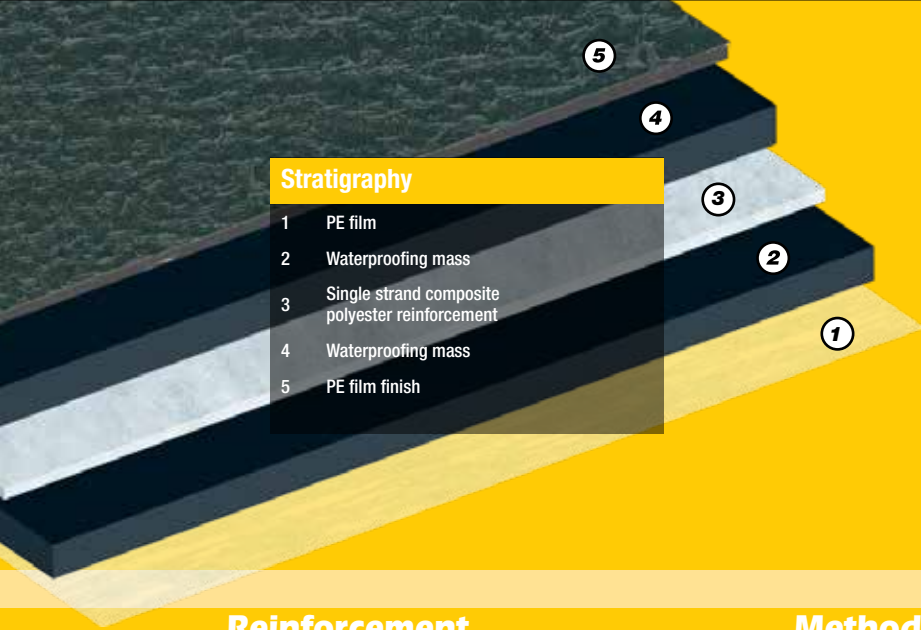 5
4
3
2
1
Stratigraphy
1 PE film
2 Waterproofing mass
3 Single strand composite
polyester reinforcement
4 Waterproofing mass
5 PE film finish
Reinforcement
Method